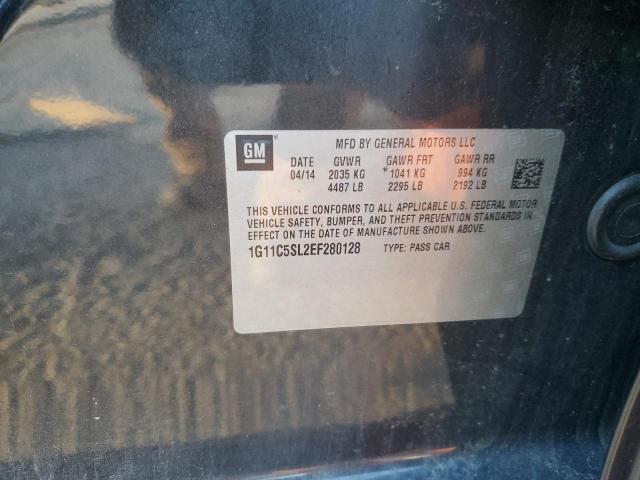 GM
MFD BY GENERAL MOTORS LLC
DATE GVWR GAWR FRT GAWR RR
04/14 2035 KG 1041 KG 994 KG
4487 LB 2295 LB 2192 LB
THIS VEHICLE CONFORMS TO ALL APPLICABLE U.S. FEDERAL MOTOR
VEHICLE SAFETY, BUMPER, AND THEFT PREVENTION STANDARDS IN
EFFECT ON THE DATE OF MANUFACTURE SHOWN ABOVE.
1G11C5SL2EF280128 TYPE: PASS CAR